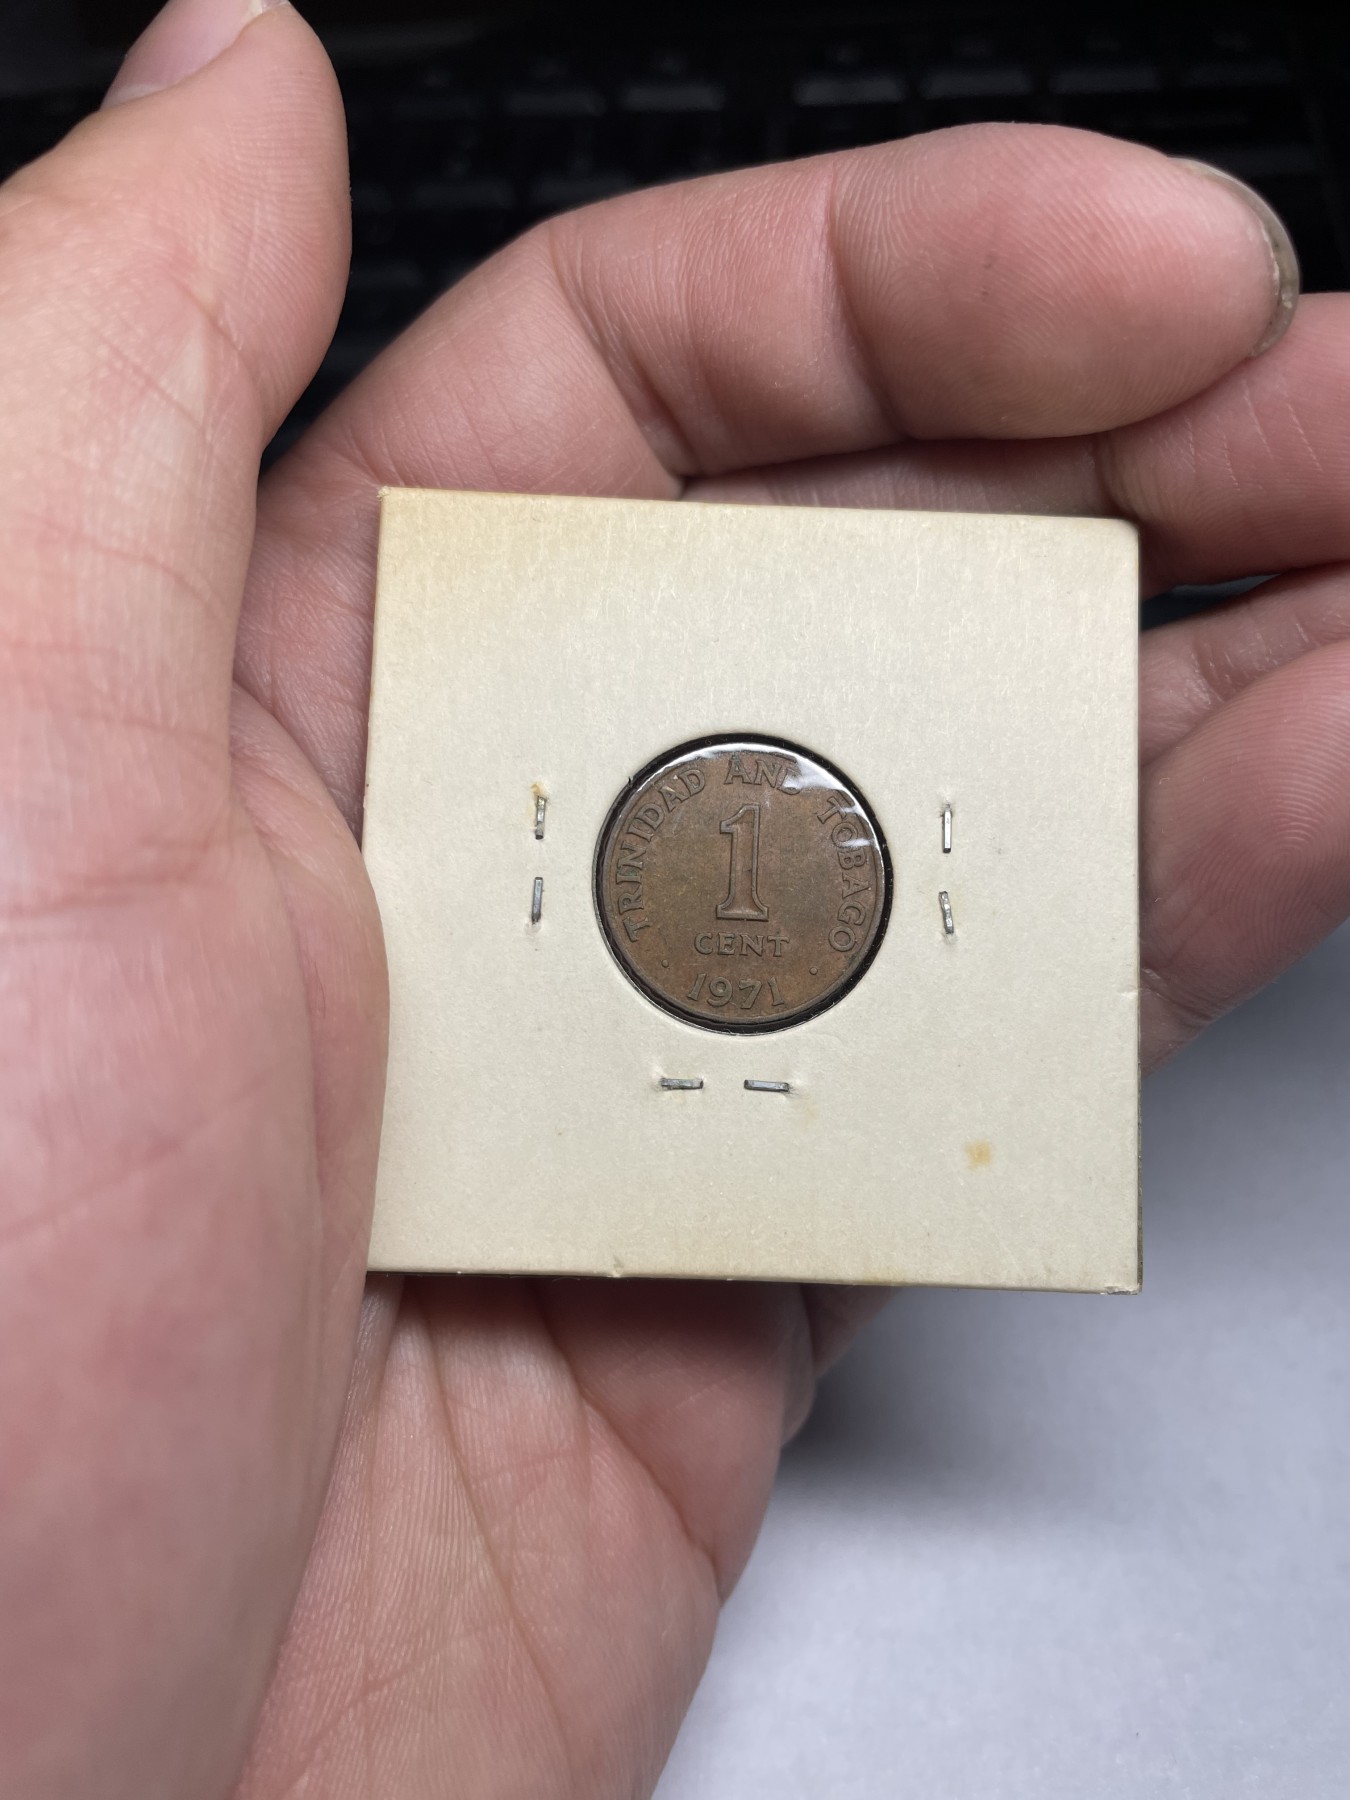 TRINIDAD AND TOBAGO
1
CENT
· 1971 ·